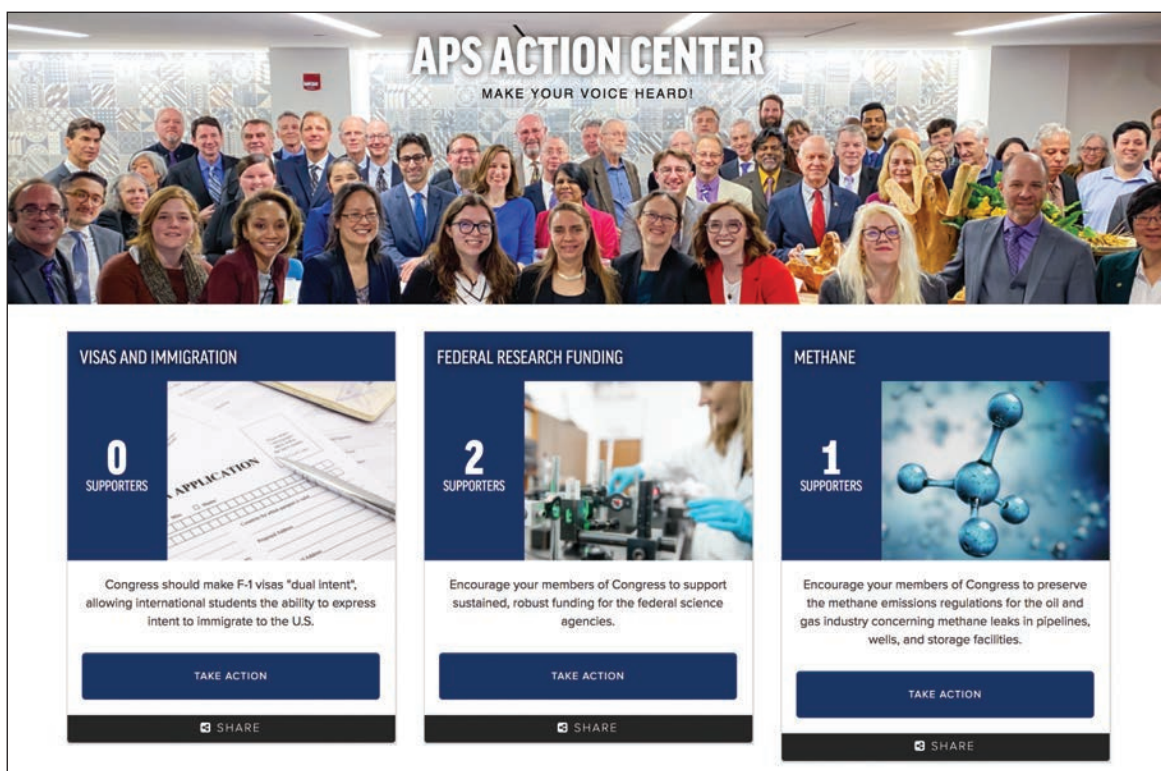 APS ACTION CENTER
MAKE YOUR VOICE HEARD!
VISAS AND IMMIGRATION
0
SUPPORTERS
APPLICATION
Congress should make F-1 visas "dual intent",
allowing international students the ability to express
intent to immigrate to the U.S.
TAKE ACTION
SHARE
FEDERAL RESEARCH FUNDING
2
SUPPORTERS
Encourage your members of Congress to support
sustained, robust funding for the federal science
agencies.
TAKE ACTION
SHARE
METHANE
1
SUPPORTERS
Encourage your members of Congress to preserve
the methane emissions regulations for the oil and
gas industry concerning methane leaks in pipelines,
wells, and storage facilities.
TAKE ACTION
SHARE